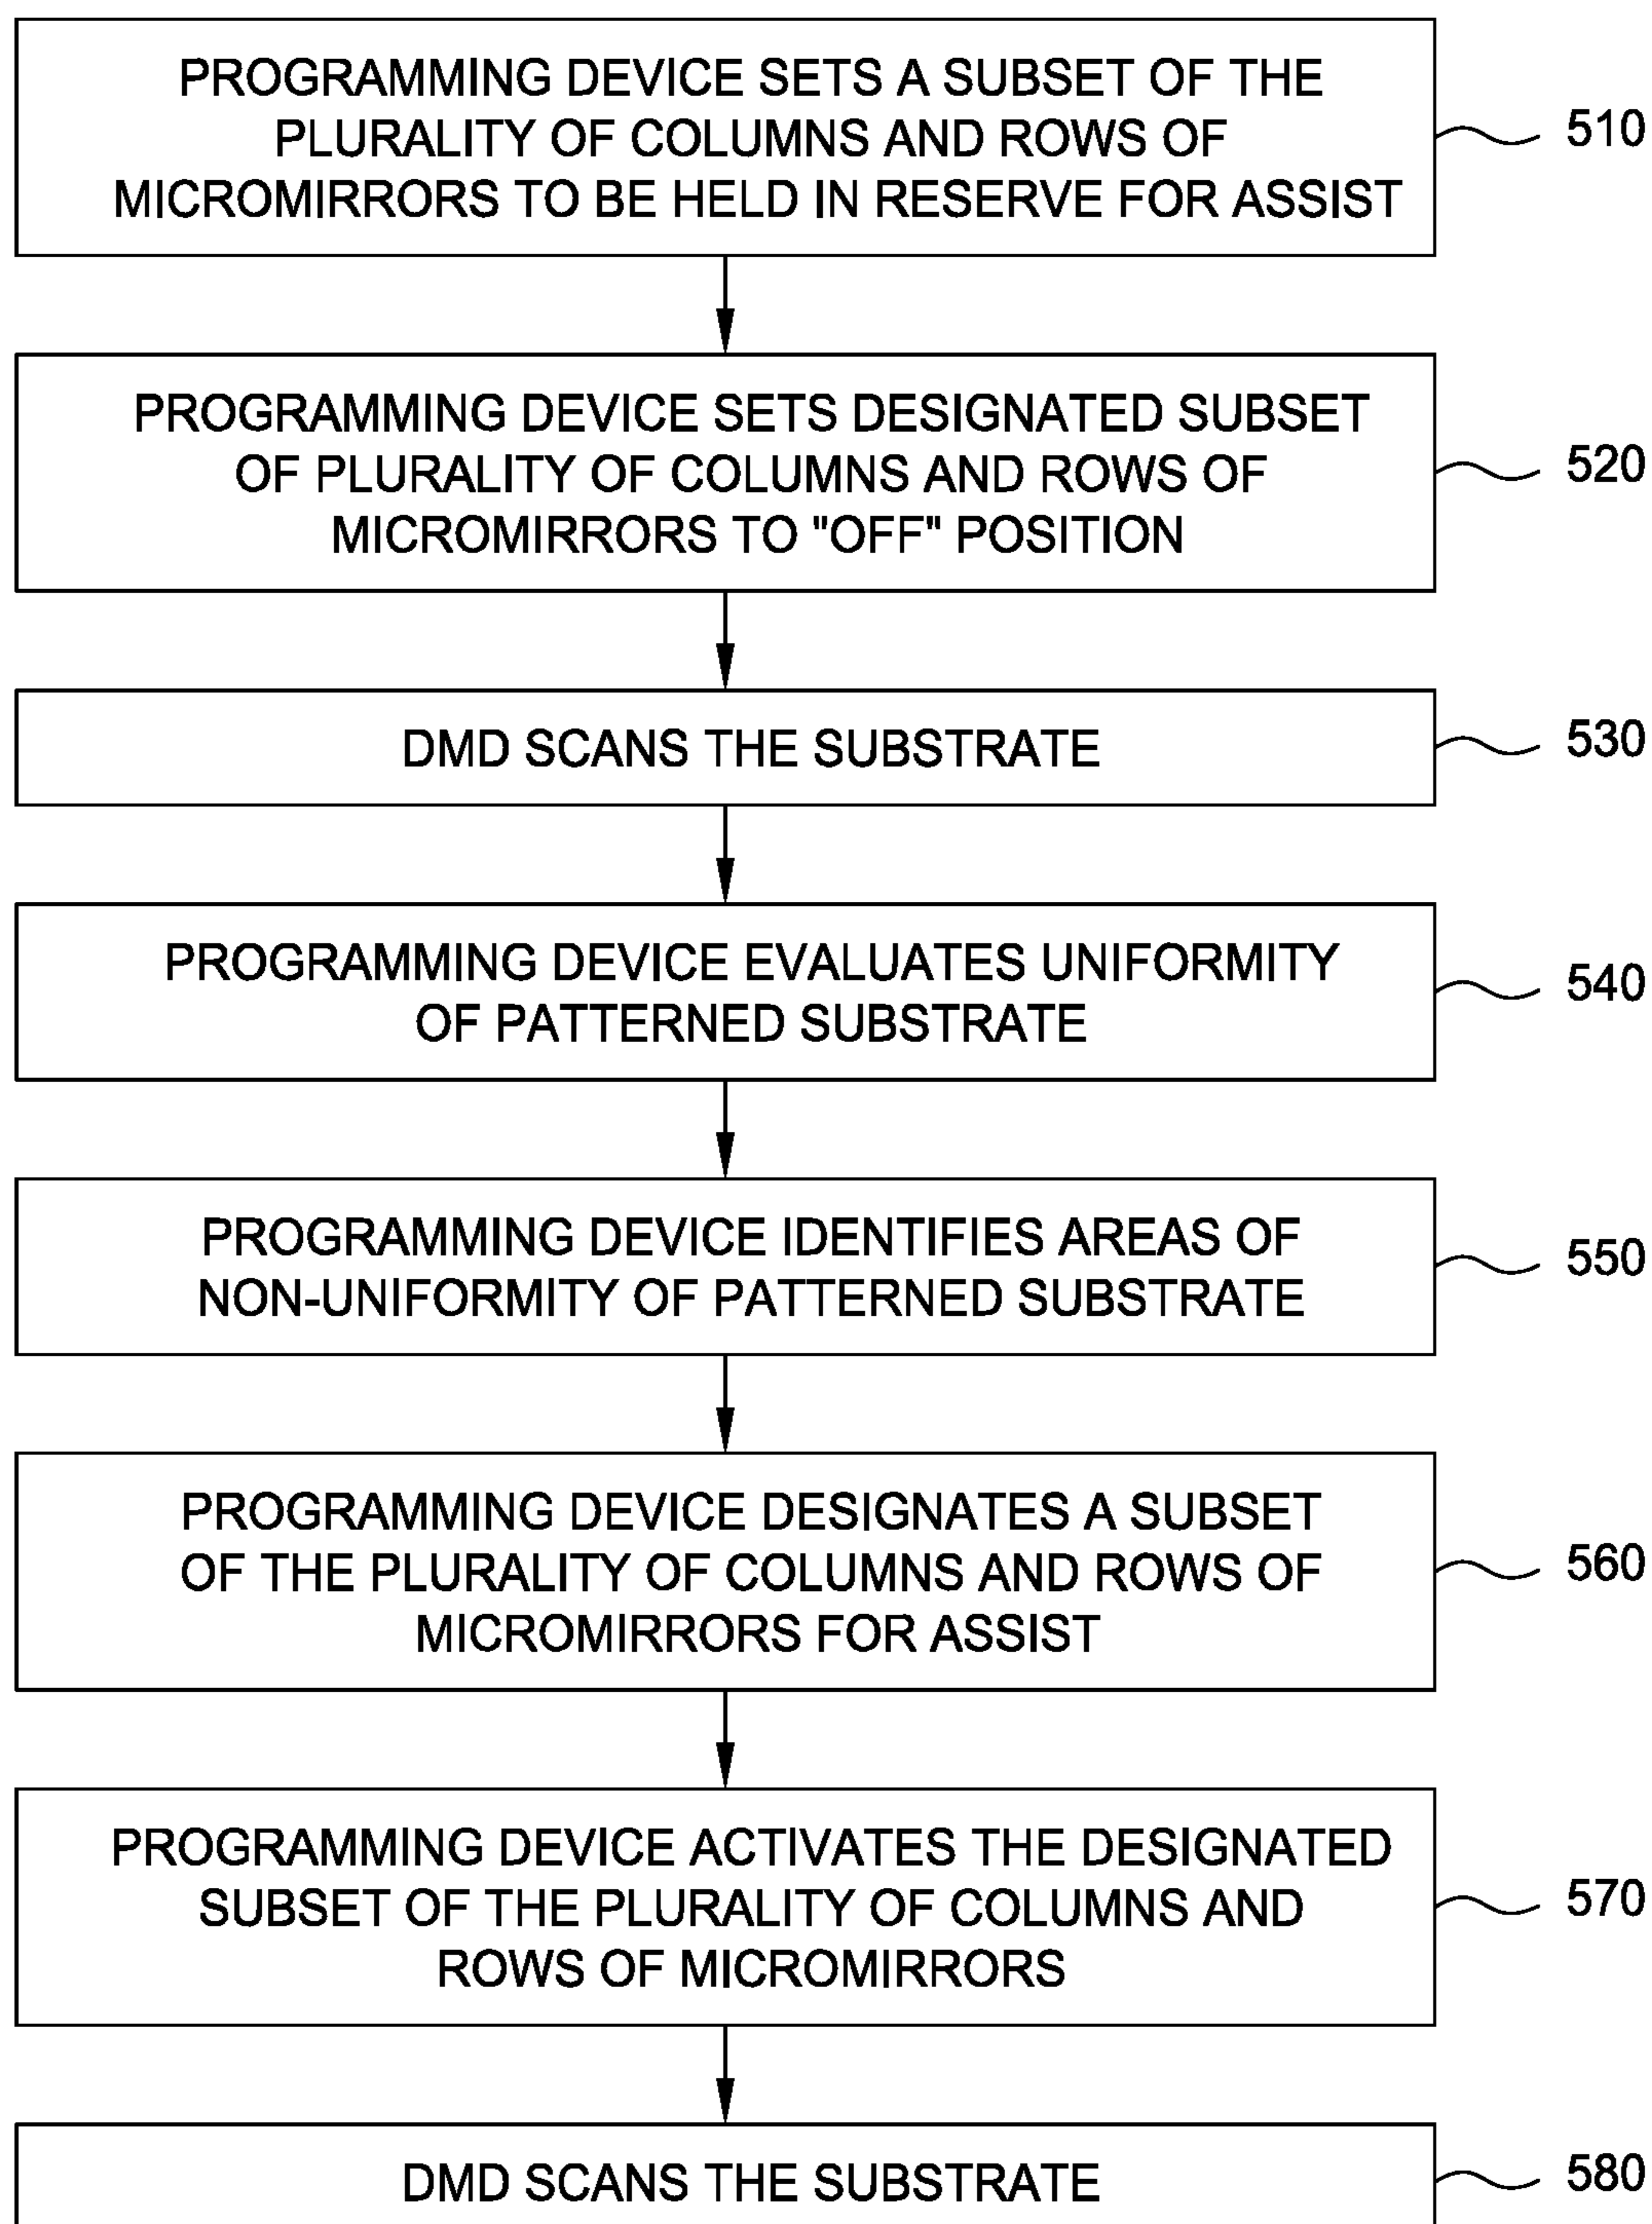 PROGRAMMING DEVICE SETS A SUBSET OF THE
PLURALITY OF COLUMNS AND ROWS OF
MICROMIRRORS TO BE HELD IN RESERVE FOR ASSIST
510
PROGRAMMING DEVICE SETS DESIGNATED SUBSET
OF PLURALITY OF COLUMNS AND ROWS OF
MICROMIRRORS TO "OFF" POSITION
520
DMD SCANS THE SUBSTRATE
530
PROGRAMMING DEVICE EVALUATES UNIFORMITY
OF PATTERNED SUBSTRATE
540
PROGRAMMING DEVICE IDENTIFIES AREAS OF
NON-UNIFORMITY OF PATTERNED SUBSTRATE
550
PROGRAMMING DEVICE DESIGNATES A SUBSET
OF THE PLURALITY OF COLUMNS AND ROWS OF
MICROMIRRORS FOR ASSIST
560
PROGRAMMING DEVICE ACTIVATES THE DESIGNATED
SUBSET OF THE PLURALITY OF COLUMNS AND
ROWS OF MICROMIRRORS
570
DMD SCANS THE SUBSTRATE
580